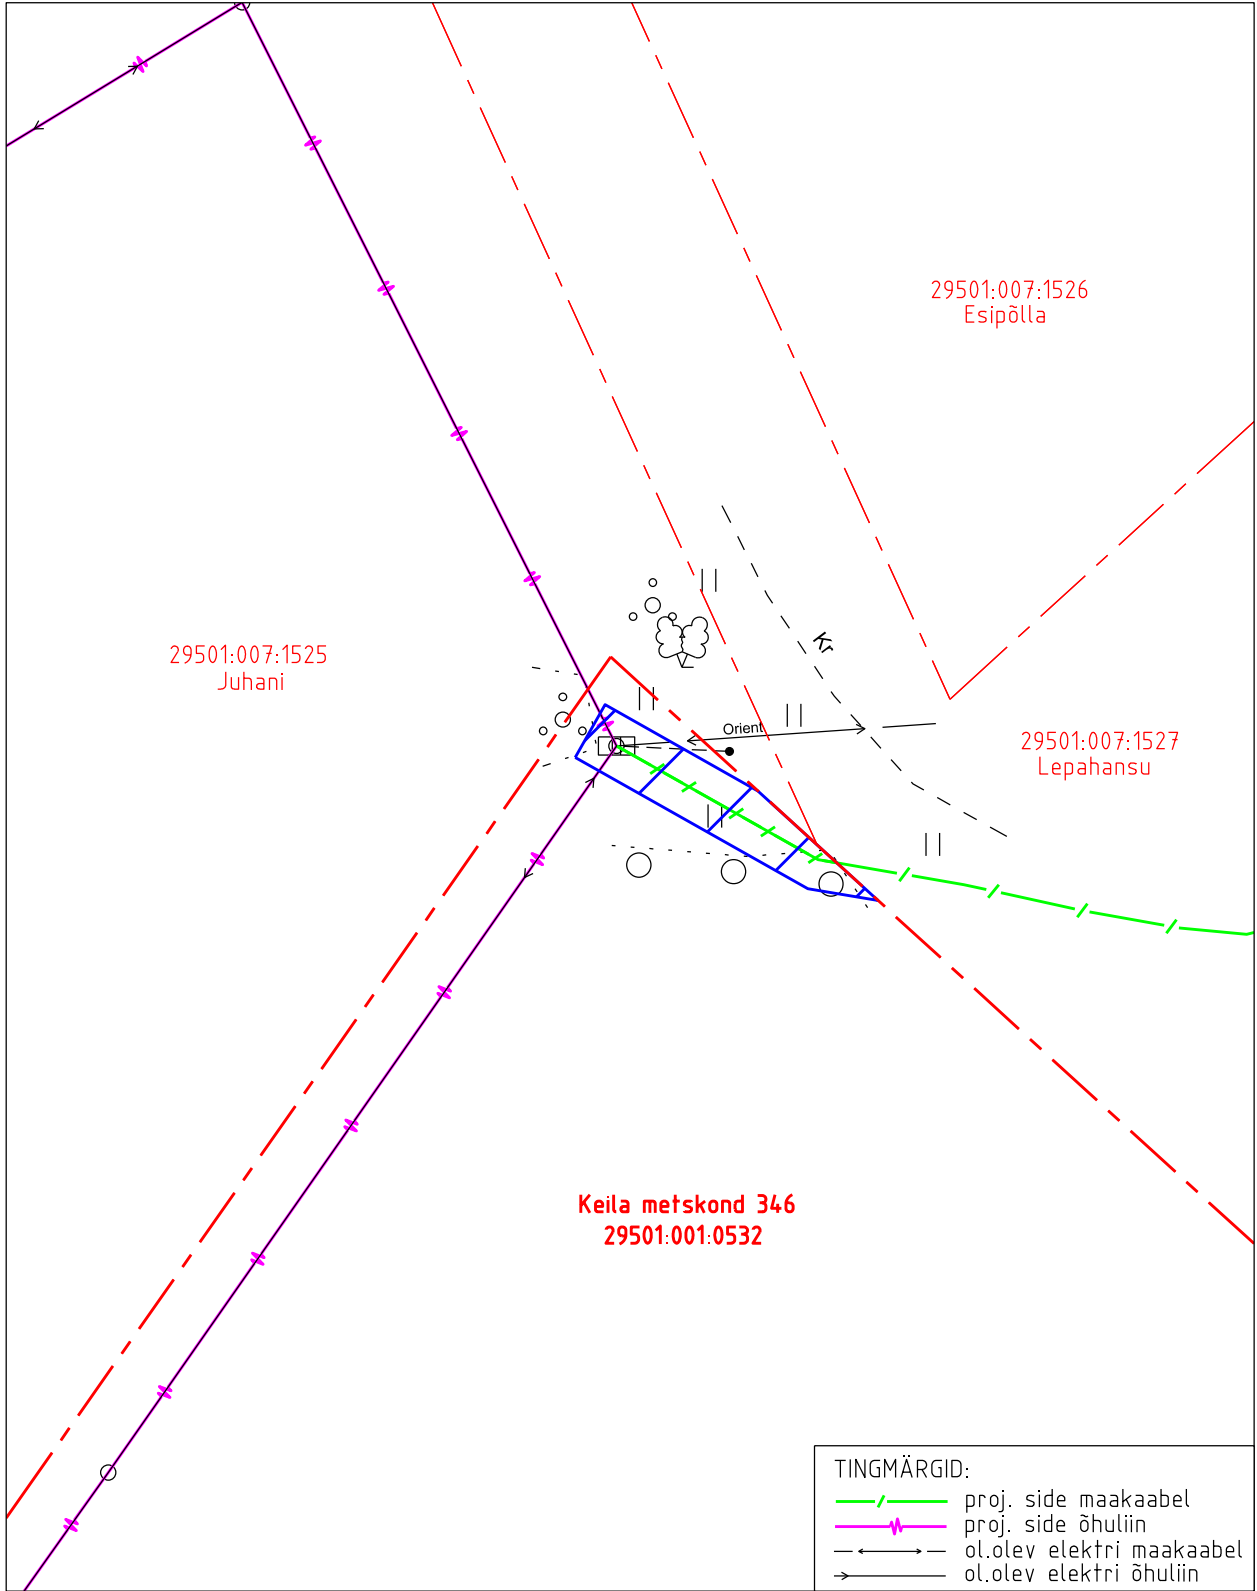 29501:007:1526
Esipõlla
Kr
29501:007:1525
Juhani
Orient
29501:007:1527
Lepahansu
Keila metskond 346
29501:001:0532
TINGMÄRGID:
proj. side maakaabel
proj. side õhuliin
ol.olev elektri maakaabel
ol.olev elektri õhuliin